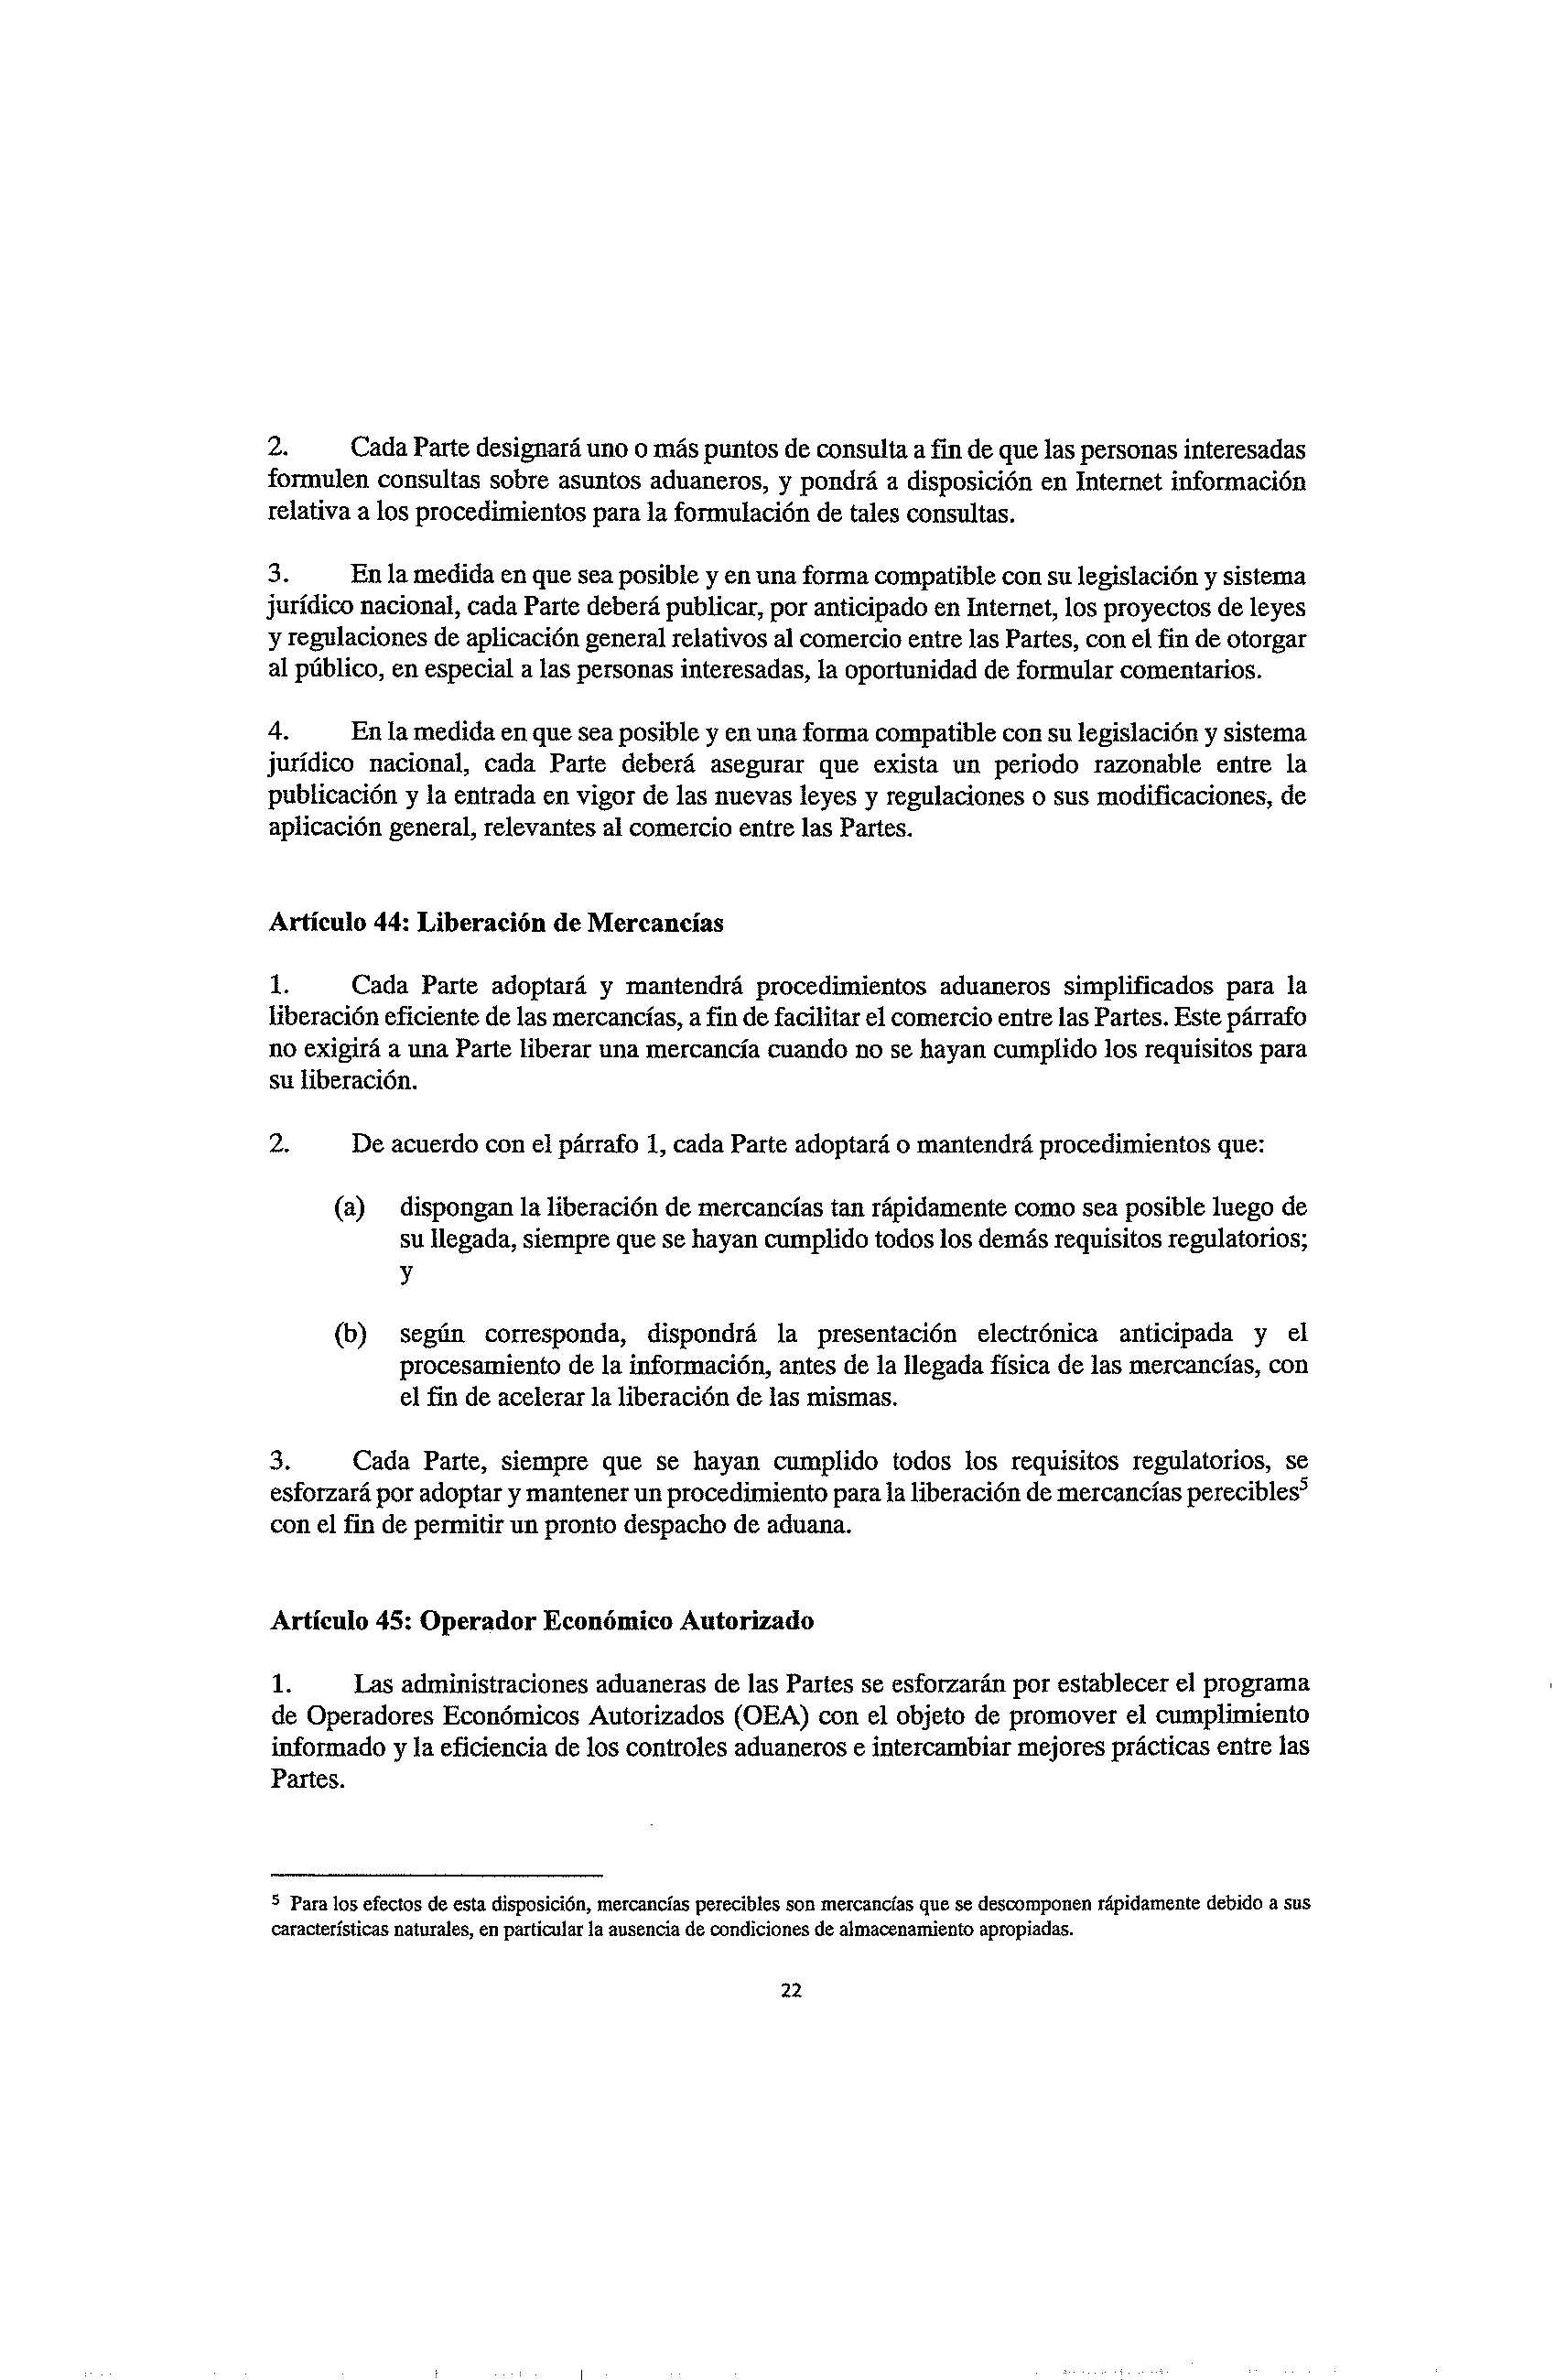 2. Cada Parte designará uno o más puntos de consulta a fin de que las personas interesadas
formulen consultas sobre asuntos aduaneros, y pondrá a disposición en Internet información
relativa a los procedimientos para la formulación de tales consultas.
3. En la medida en que sea posible y en una forma compatible con su legislación y sistema
jurídico nacional, cada Parte deberá publicar, por anticipado en Internet, los proyectos de leyes
y regulaciones de aplicación general relativos al comercio entre las Partes, con el fin de otorgar
al público, en especial a las personas interesadas, la oportunidad de formular comentarios.
4. En la medida en que sea posible y en una forma compatible con su legislación y sistema
jurídico nacional, cada Parte deberá asegurar que exista un periodo razonable entre la
publicación y la entrada en vigor de las nuevas leyes y regulaciones o sus modificaciones, de
aplicación general, relevantes al comercio entre las Partes.
Artículo 44: Liberación de Mercancías
1. Cada Parte adoptará y mantendrá procedimientos aduaneros simplificados para la
liberación eficiente de las mercancías, a fin de facilitar el comercio entre las Partes. Este párrafo
no exigirá a una Parte liberar una mercancía cuando no se hayan cumplido los requisitos para
su liberación.
2. De acuerdo con el párrafo 1, cada Parte adoptará o mantendrá procedimientos que:
(a) dispongan la liberación de mercancías tan rápidamente como sea posible luego de
su llegada, siempre que se hayan cumplido todos los demás requisitos regulatorios;
y
(b) según corresponda, dispondrá la presentación electrónica anticipada y el
procesamiento de la información, antes de la llegada física de las mercancías, con
el fin de acelerar la liberación de las mismas.
3. Cada Parte, siempre que se hayan cumplido todos los requisitos regulatorios, se
esforzará por adoptar y mantener un procedimiento para la liberación de mercancías perecibles⁵
con el fin de permitir un pronto despacho de aduana.
Artículo 45: Operador Económico Autorizado
1. Las administraciones aduaneras de las Partes se esforzarán por establecer el programa
de Operadores Económicos Autorizados (OEA) con el objeto de promover el cumplimiento
informado y la eficiencia de los controles aduaneros e intercambiar mejores prácticas entre las
Partes.
⁵ Para los efectos de esta disposición, mercancías perecibles son mercancías que se descomponen rápidamente debido a sus
características naturales, en particular la ausencia de condiciones de almacenamiento apropiadas.
22